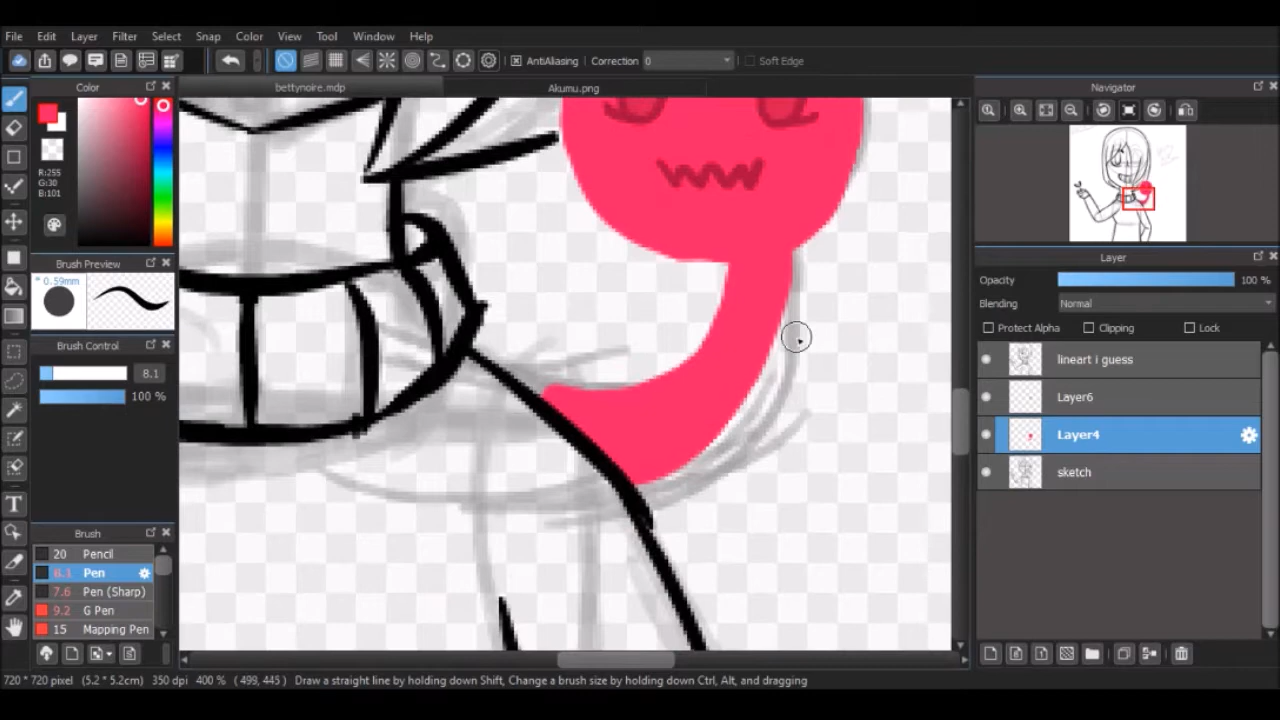 File Edit Layer Filter Select Snap Color View Tool Window Help
AntiAliasing Correction 0 Soft Edge
Color
bettynoire.mdp Akumu.png
Navigator
R:255
G:30
B:101
Brush Preview
* 0.59mm
Brush Control
8.1
100 %
Brush
20 Pencil
Pen
7.6 Pen (Sharp)
9.2 G Pen
15 Mapping Pen
Layer
Opacity 100 %
Blending Normal
Protect Alpha Clipping Lock
lineart i guess
Layer6
Layer4
sketch
720 * 720 pixel (5.2 * 5.2cm) 350 dpi 400 % ( 499, 445 ) Draw a straight line by holding down Shift, Change a brush size by holding down Ctrl, Alt, and dragging